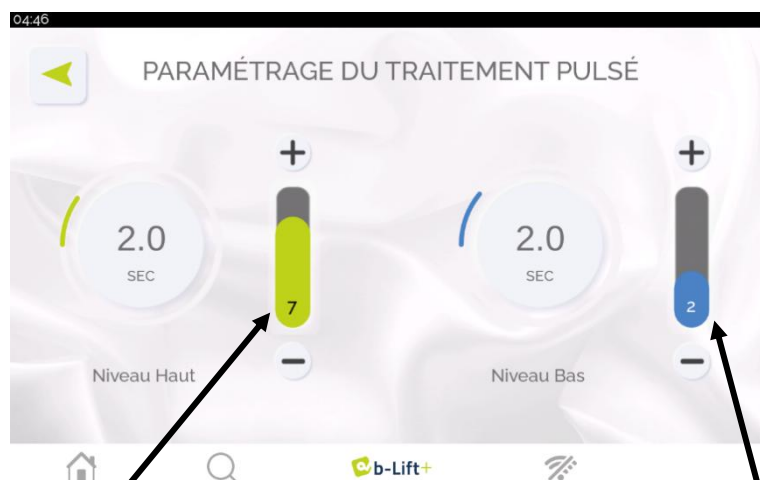 04:46
PARAMÉTRAGE DU TRAITEMENT PULSÉ
+
+
2.0
SEC
7
2.0
SEC
2
Niveau Haut
−
Niveau Bas
−
b-Lift+